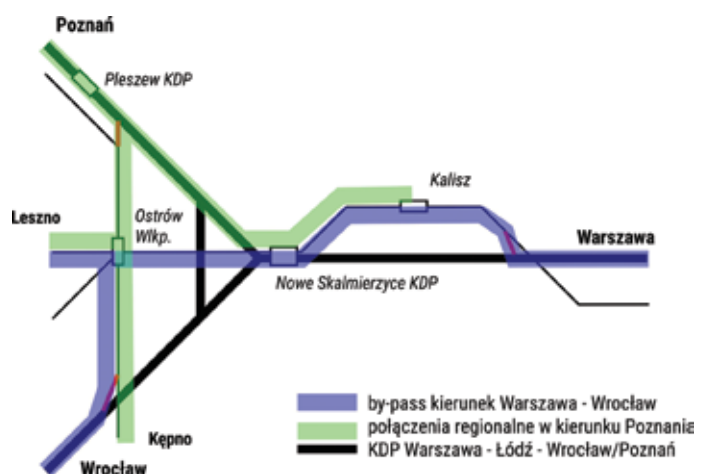 Poznań
Pleszew KDP
Kalisz
Leszno
Ostrów
Wlkp.
Warszawa
Nowe Skalmierzyce KDP
by-pass kierunek Warszawa - Wrocław
połączenia regionalne w kierunku Poznania
Kępno
KDP Warszawa - Łódź - Wrocław/Poznań
Wrocław